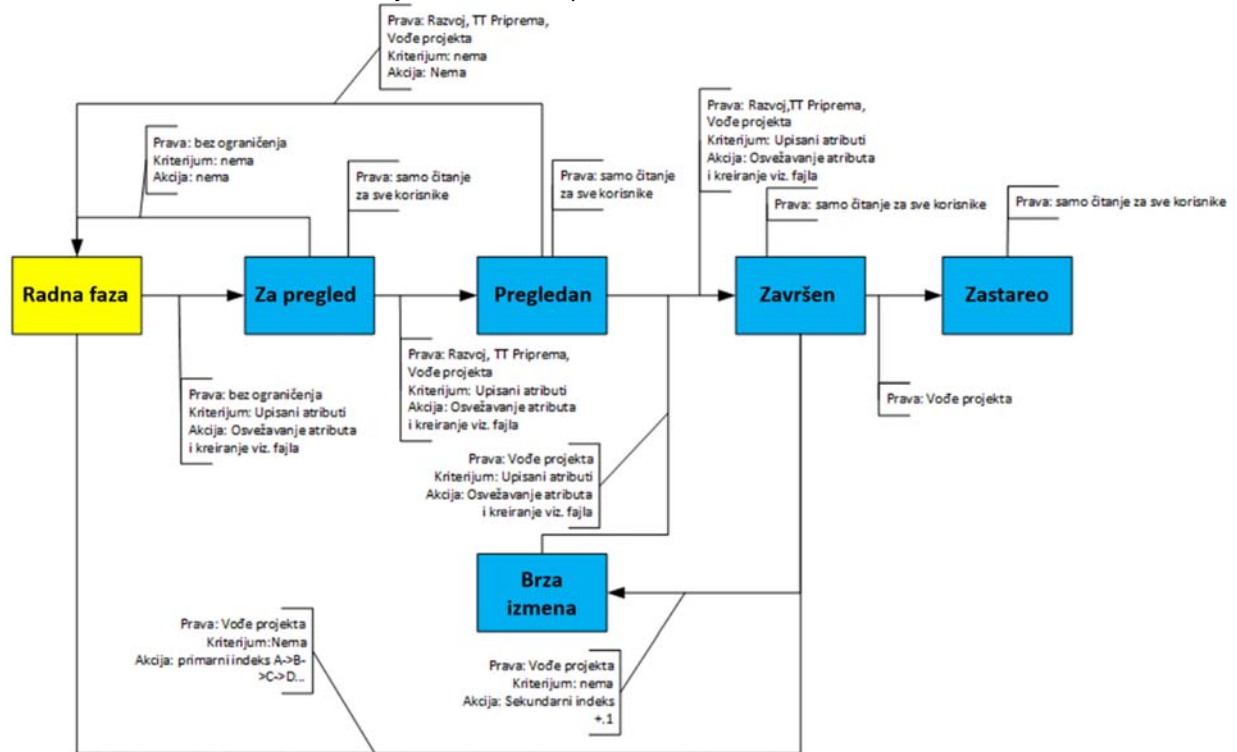 Prava: Razvoj, TT Priprema,
Vođe projekta
Kriterijum: nema
Akcija: Nema
Prava: bez ograničenja
Kriterijum: nema
Akcija: nema
Prava: samo čitanje
za sve korisnike
Prava: samo čitanje
za sve korisnike
Prava: Razvoj,TT Priprema,
Vođe projekta
Kriterijum: Upisani atributi
Akcija: Osvežavanje atributa
i kreiranje viz. fajla
Prava: samo čitanje za sve korisnike
Prava: samo čitanje za sve korisnike
Radna faza
Za pregled
Pregledan
Završen
Zastareo
Prava: bez ograničenja
Kriterijum: Upisani atributi
Akcija: Osvežavanje atributa
i kreiranje viz. fajla
Prava: Razvoj, TT Priprema,
Vođe projekta
Kriterijum: Upisani atributi
Akcija: Osvežavanje atributa
i kreiranje viz. fajla
Prava: Vođe projekta
Prava: Vođe projekta
Kriterijum: Upisani atributi
Akcija: Osvežavanje atributa
i kreiranje viz. fajla
Brza
izmena
Prava: Vođe projekta
Kriterijum:Nema
Akcija: primarni indeks A->B-
>C->D...
Prava: Vođe projekta
Kriterijum: nema
Akcija: Sekundarni indeks
+.1